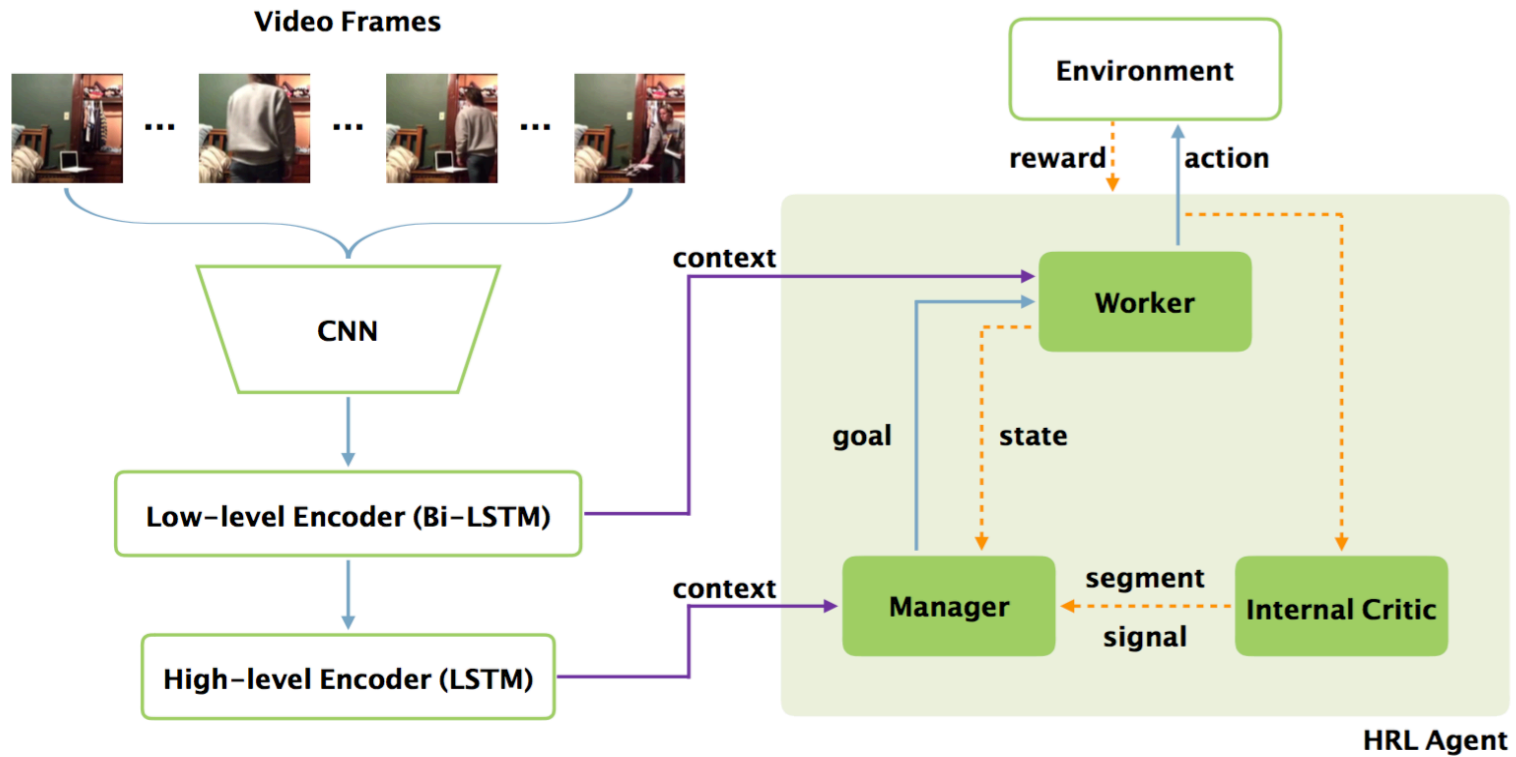 Video Frames
... ... ...
CNN
Low-level Encoder (Bi-LSTM)
High-level Encoder (LSTM)
context
context
Environment
reward
action
Worker
goal
state
Manager
segment
signal
Internal Critic
HRL Agent